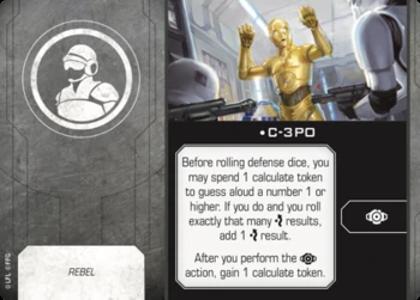 •C-3PO
Before rolling defense dice, you
may spend 1 calculate token
to guess aloud a number 1 or
higher. If you do and you roll
exactly that many results,
add 1 result.
After you perform the
action, gain 1 calculate token.
REBEL
©LFL ©FFG